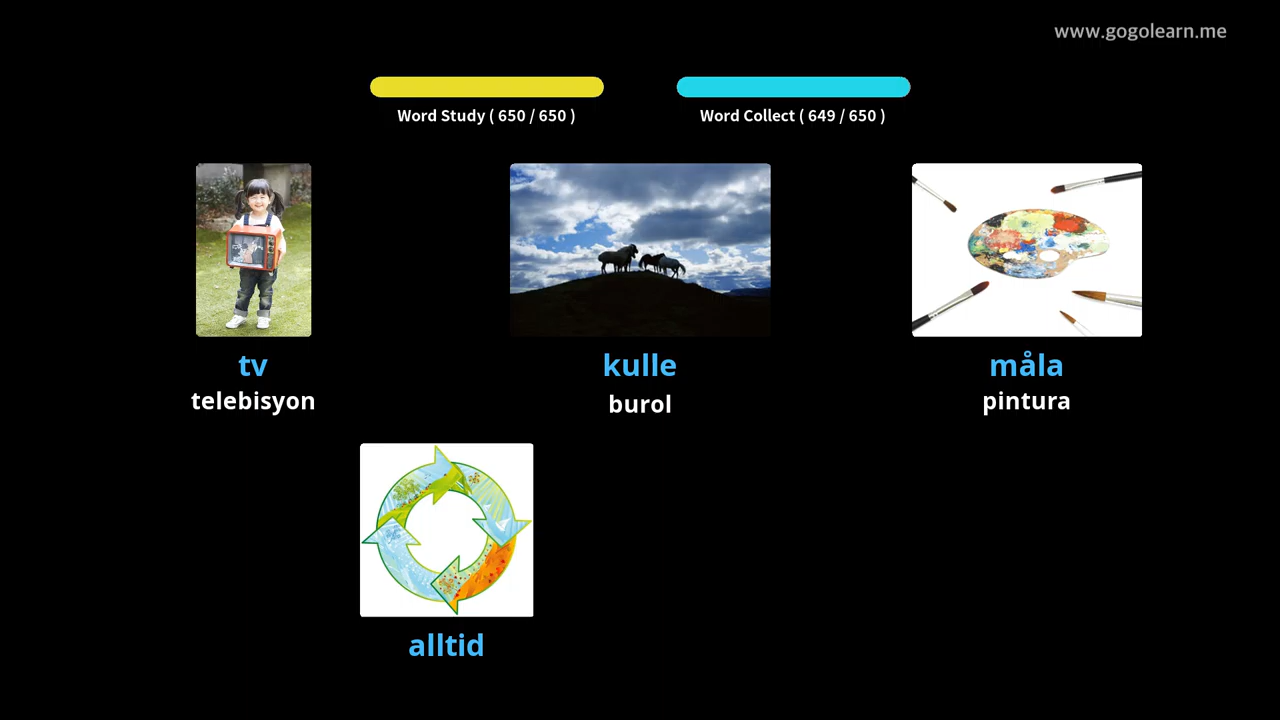 www.gogolearn.me
Word Study ( 650 / 650 )
Word Collect ( 649 / 650 )
tv
telebisyon
kulle
burol
måla
pintura
alltid